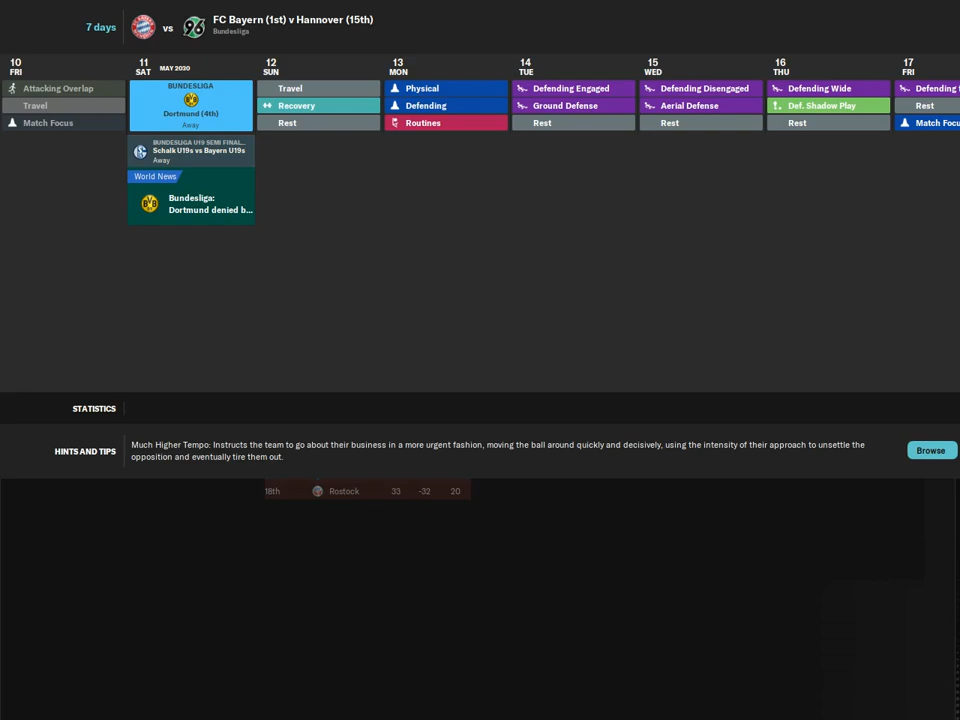 7 days
vs
FC Bayern (1st) v Hannover (15th)
Bundesliga
10
FRI
11
SAT
MAY 2030
12
SUN
13
MON
14
TUE
15
WED
16
THU
17
FRI
Attacking Overlap
Travel
Match Focus
BUNDESLIGA
Dortmund (4th)
Away
BUNDESLIGA U19 SEMI FINAL...
Schalk U19s vs Bayern U19s
Away
World News
Bundesliga:
Dortmund denied b...
Travel
Recovery
Rest
Physical
Defending
Routines
Defending Engaged
Ground Defense
Rest
Defending Disengaged
Aerial Defense
Rest
Defending Wide
Def. Shadow Play
Rest
Defending
Rest
Match Focu
STATISTICS
HINTS AND TIPS
Much Higher Tempo: Instructs the team to go about their business in a more urgent fashion, moving the ball around quickly and decisively, using the intensity of their approach to unsettle the
opposition and eventually tire them out.
Browse
18th Rostock 33 -32 20